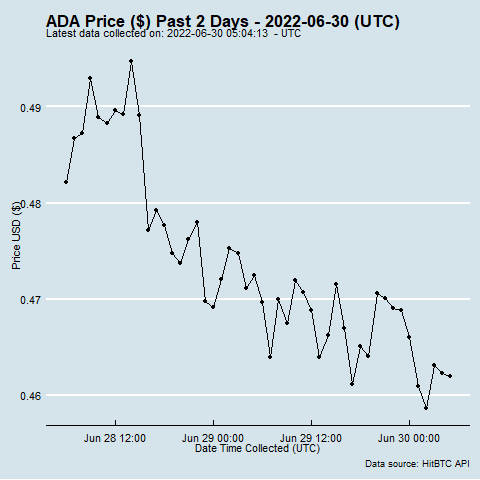 ADA Price ($) Past 2 Days - 2022-06-30 (UTC)
Latest data collected on: 2022-06-30 05:04:13  - UTC
0.49
0.48
0.47
0.46
Price USD ($)
Jun 28 12:00
Jun 29 00:00
Jun 29 12:00
Jun 30 00:00
Date Time Collected (UTC)
Data source: HitBTC API